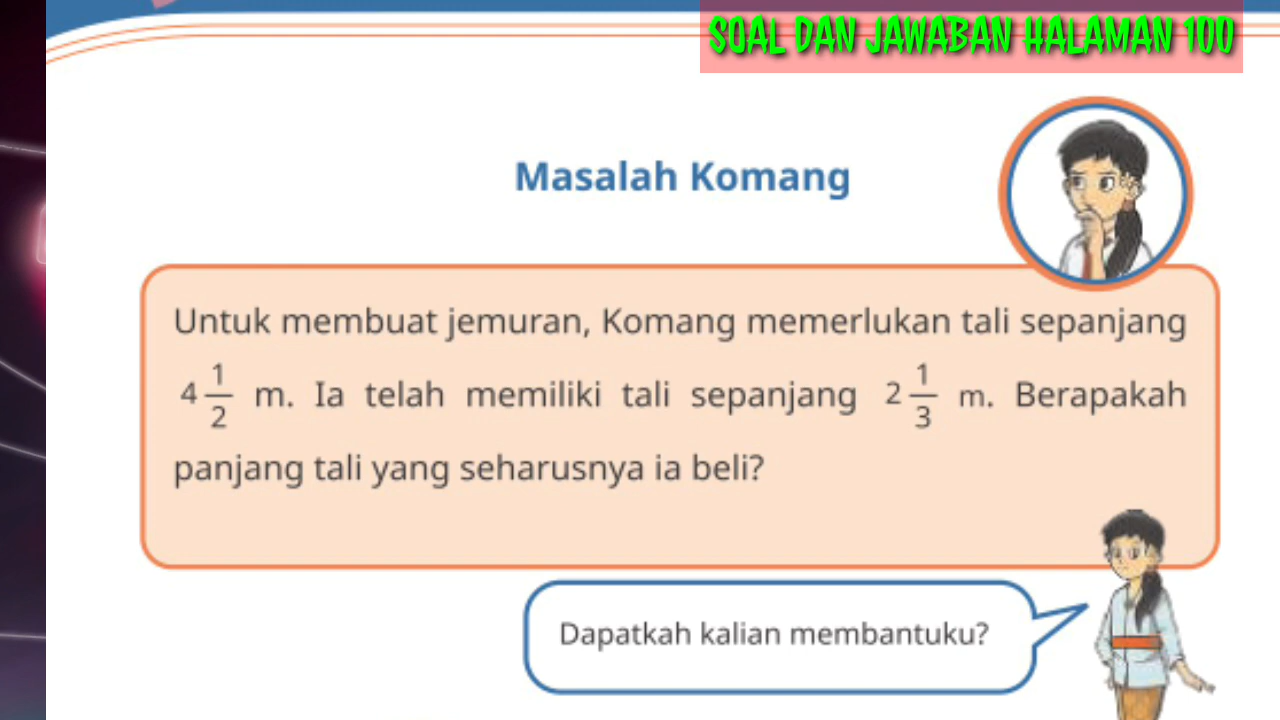 SOAL DAN JAWABAN HALAMAN 100
Masalah Komang
Untuk membuat jemuran, Komang memerlukan tali sepanjang
4 1/2 m. Ia telah memiliki tali sepanjang 2 1/3 m. Berapakah
panjang tali yang seharusnya ia beli?
Dapatkah kalian membantuku?